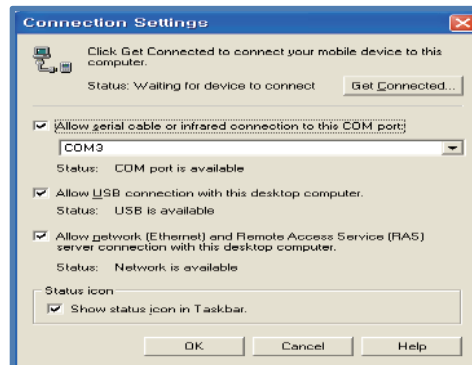 Connection Settings
Click Get Connected to connect your mobile device to this
computer.
Status: Waiting for device to connect
Get Connected...
Allow serial cable or infrared connection to this COM port:
COM3
Status: COM port is available
Allow USB connection with this desktop computer.
Status: USB is available
Allow network (Ethernet) and Remote Access Service (RAS)
server connection with this desktop computer.
Status: Network is available
Status icon
Show status icon in Taskbar.
OK Cancel Help